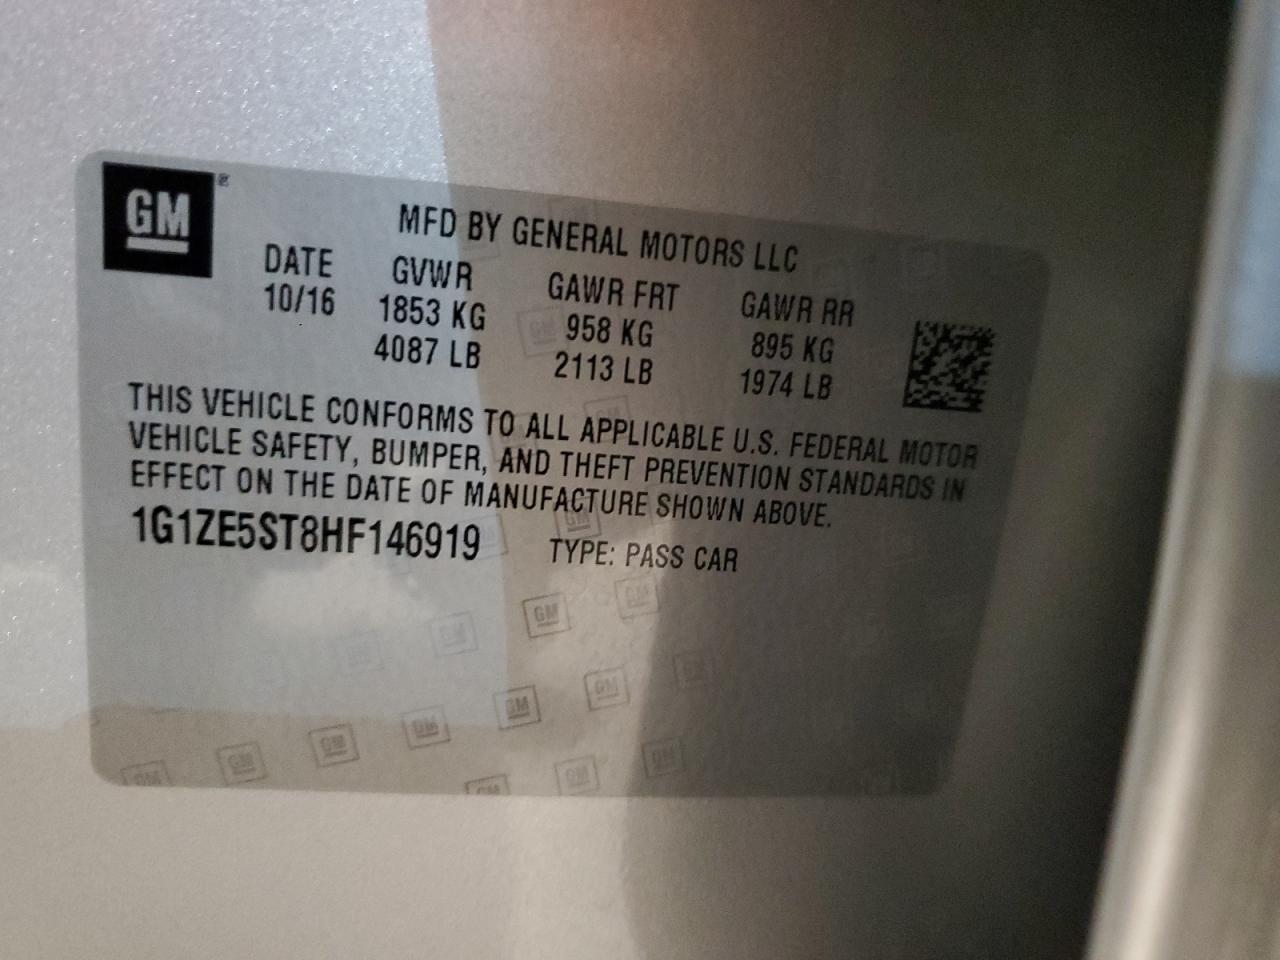 GM
MFD BY GENERAL MOTORS LLC
DATE GVWR GAWR FRT GAWR RR
10/16 1853 KG 958 KG 895 KG
4087 LB 2113 LB 1974 LB
THIS VEHICLE CONFORMS TO ALL APPLICABLE U.S. FEDERAL MOTOR
VEHICLE SAFETY, BUMPER, AND THEFT PREVENTION STANDARDS IN
EFFECT ON THE DATE OF MANUFACTURE SHOWN ABOVE.
1G1ZE5ST8HF146919 TYPE: PASS CAR